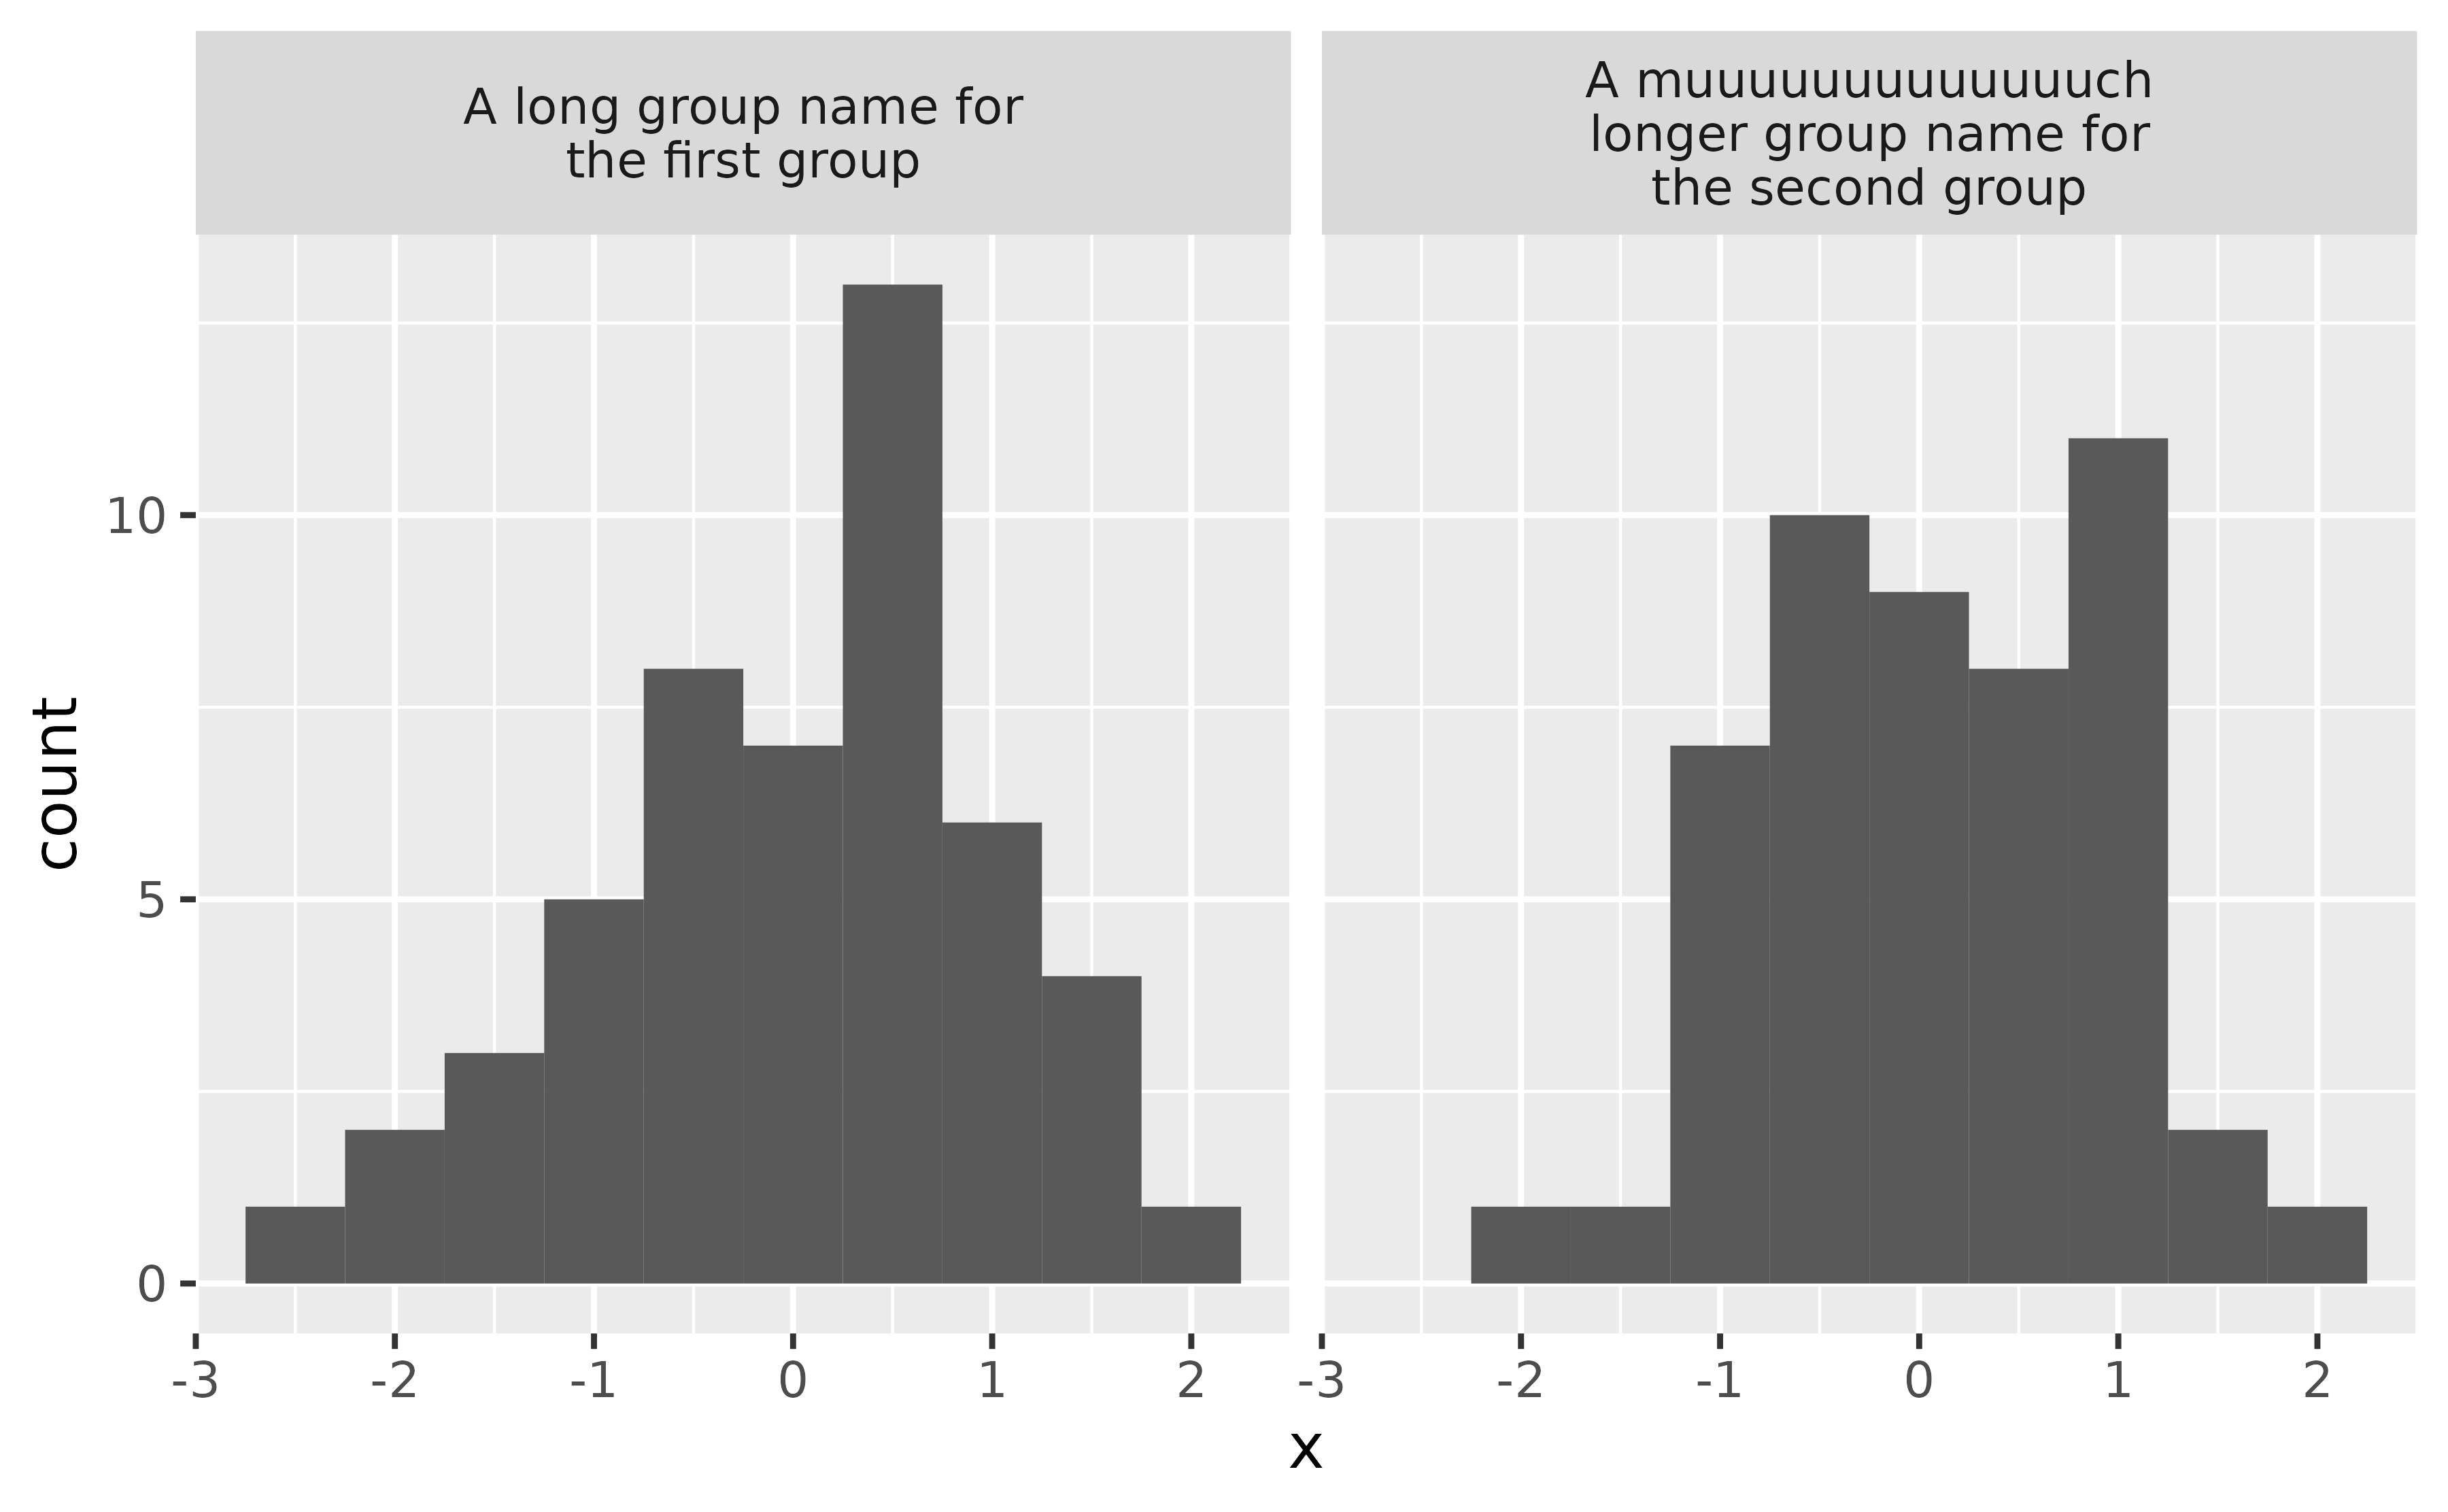 A long group name for
the first group
A muuuuuuuuuuuuuuch
longer group name for
the second group
count
10
5
0
-3 -2 -1 0 1 2
-3 -2 -1 0 1 2
x